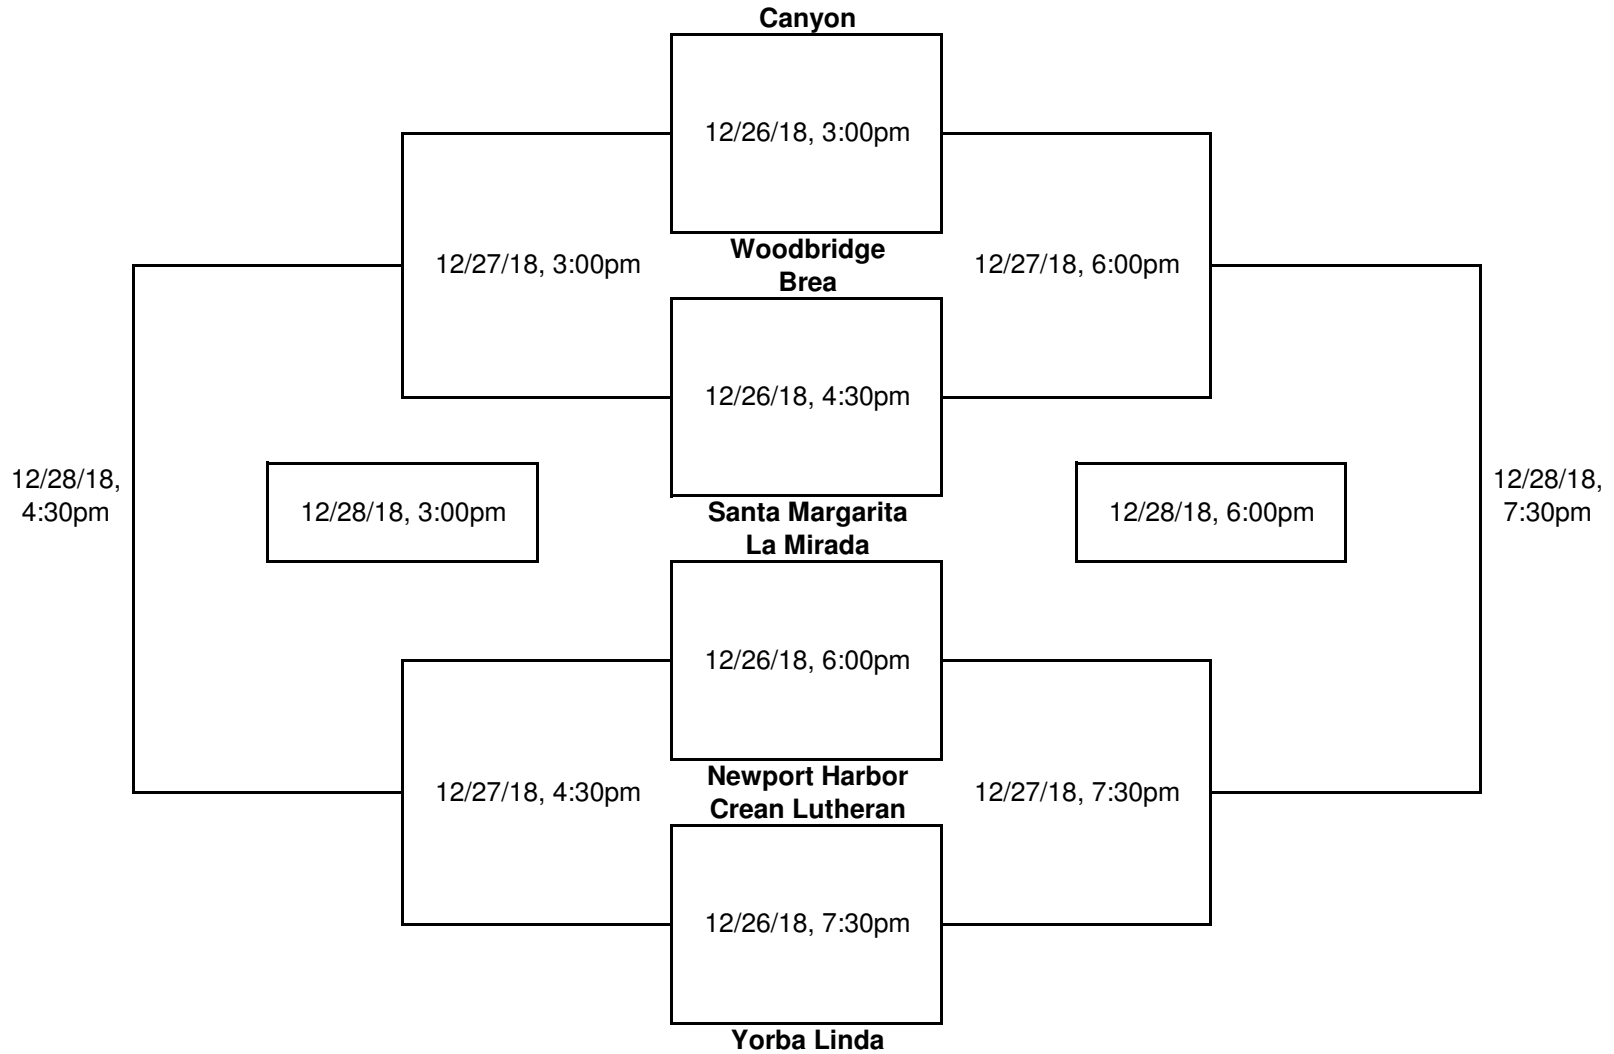 Canyon
12/26/18, 3:00pm
Woodbridge
12/27/18, 3:00pm
12/27/18, 6:00pm
Brea
12/26/18, 4:30pm
12/28/18,
4:30pm
12/28/18, 3:00pm
12/28/18, 6:00pm
12/28/18,
7:30pm
Santa Margarita
La Mirada
12/26/18, 6:00pm
Newport Harbor
12/27/18, 4:30pm
12/27/18, 7:30pm
Crean Lutheran
12/26/18, 7:30pm
Yorba Linda